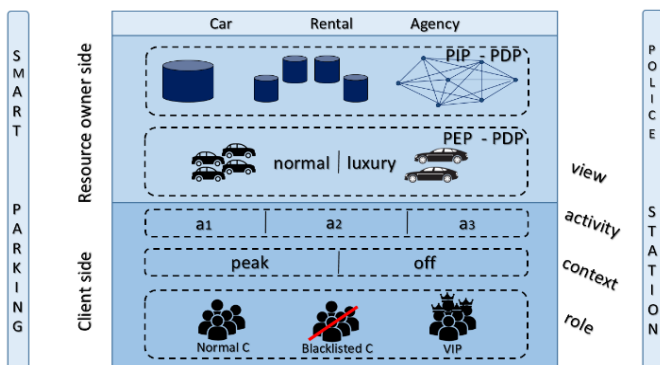 Car Rental Agency
SMART PARKING
Resource owner side
PIP - PDP
PEP - PDP
normal | luxury
view
a1 | a2 | a3
activity
peak | off
context
Client side
Normal C
Blacklisted C
VIP
role
POLICE STATION